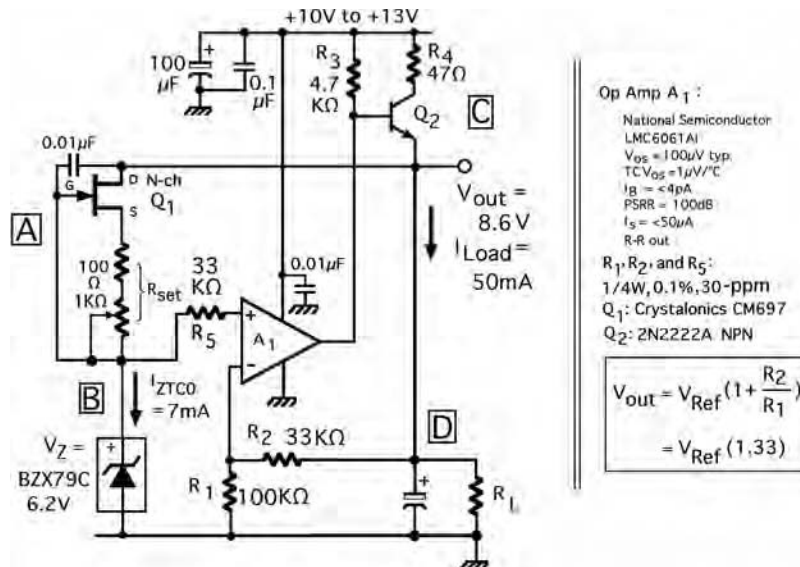 +10V to +13V
100
µF
+
0.1
µF
R3
4.7
KΩ
R4
47Ω
Q2
C
0.01µF
G
D
S
N-ch
Q1
A
100
Ω
1KΩ
Rset
33
KΩ
R5
0.01µF
+
A1
−
Vout =
8.6V
ILoad =
50mA
B
IZTC0
= 7mA
VZ =
BZX79C
6.2V
+
R2 33KΩ
D
R1
100KΩ
+
RL
Op Amp A1 :
National Semiconductor
LMC6061AI
Vos = 100µV typ.
TCVos = 1µV/°C
IB = <4pA
PSRR = 100dB
Is = <50µA
R-R out
R1, R2, and R5:
1/4W, 0.1%, 30-ppm
Q1: Crystalonics CM697
Q2: 2N2222A NPN
Vout = VRef (1 + R2/R1)
= VRef (1.33)